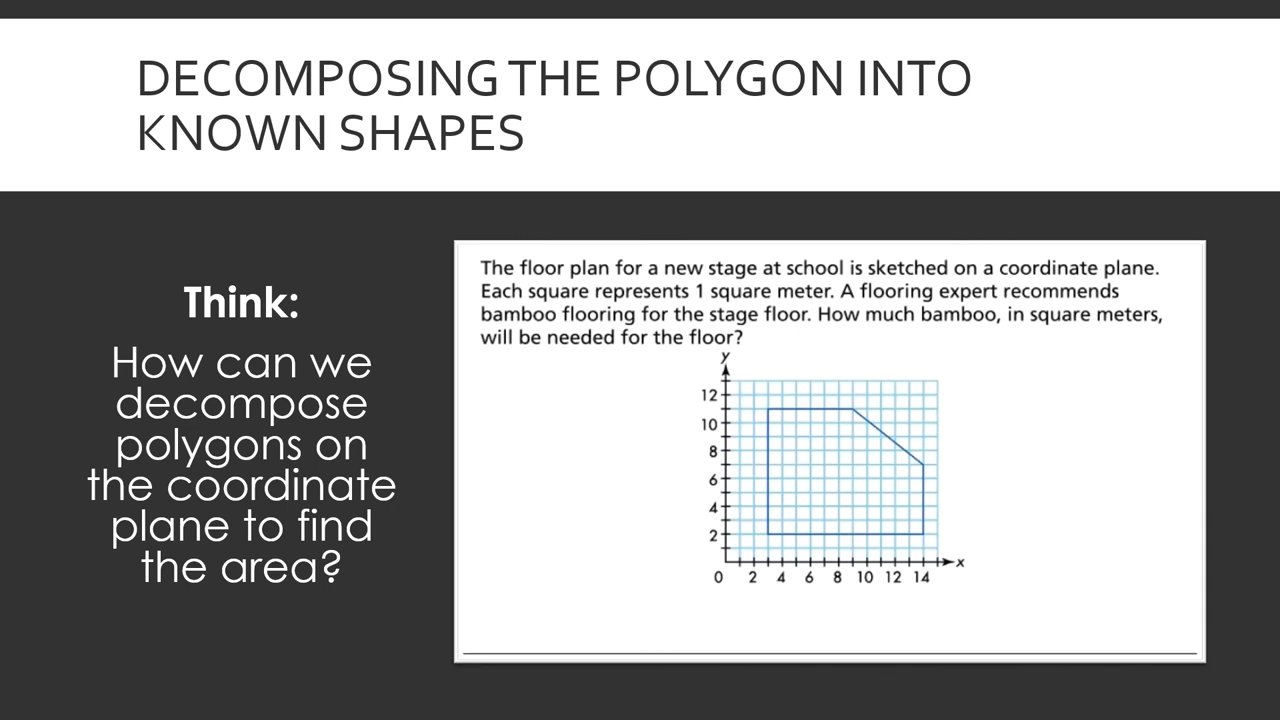 DECOMPOSING THE POLYGON INTO
KNOWN SHAPES
Think:
How can we
decompose
polygons on
the coordinate
plane to find
the area?
The floor plan for a new stage at school is sketched on a coordinate plane.
Each square represents 1 square meter. A flooring expert recommends
bamboo flooring for the stage floor. How much bamboo, in square meters,
will be needed for the floor?
y
12
10
8
6
4
2
x
0 2 4 6 8 10 12 14